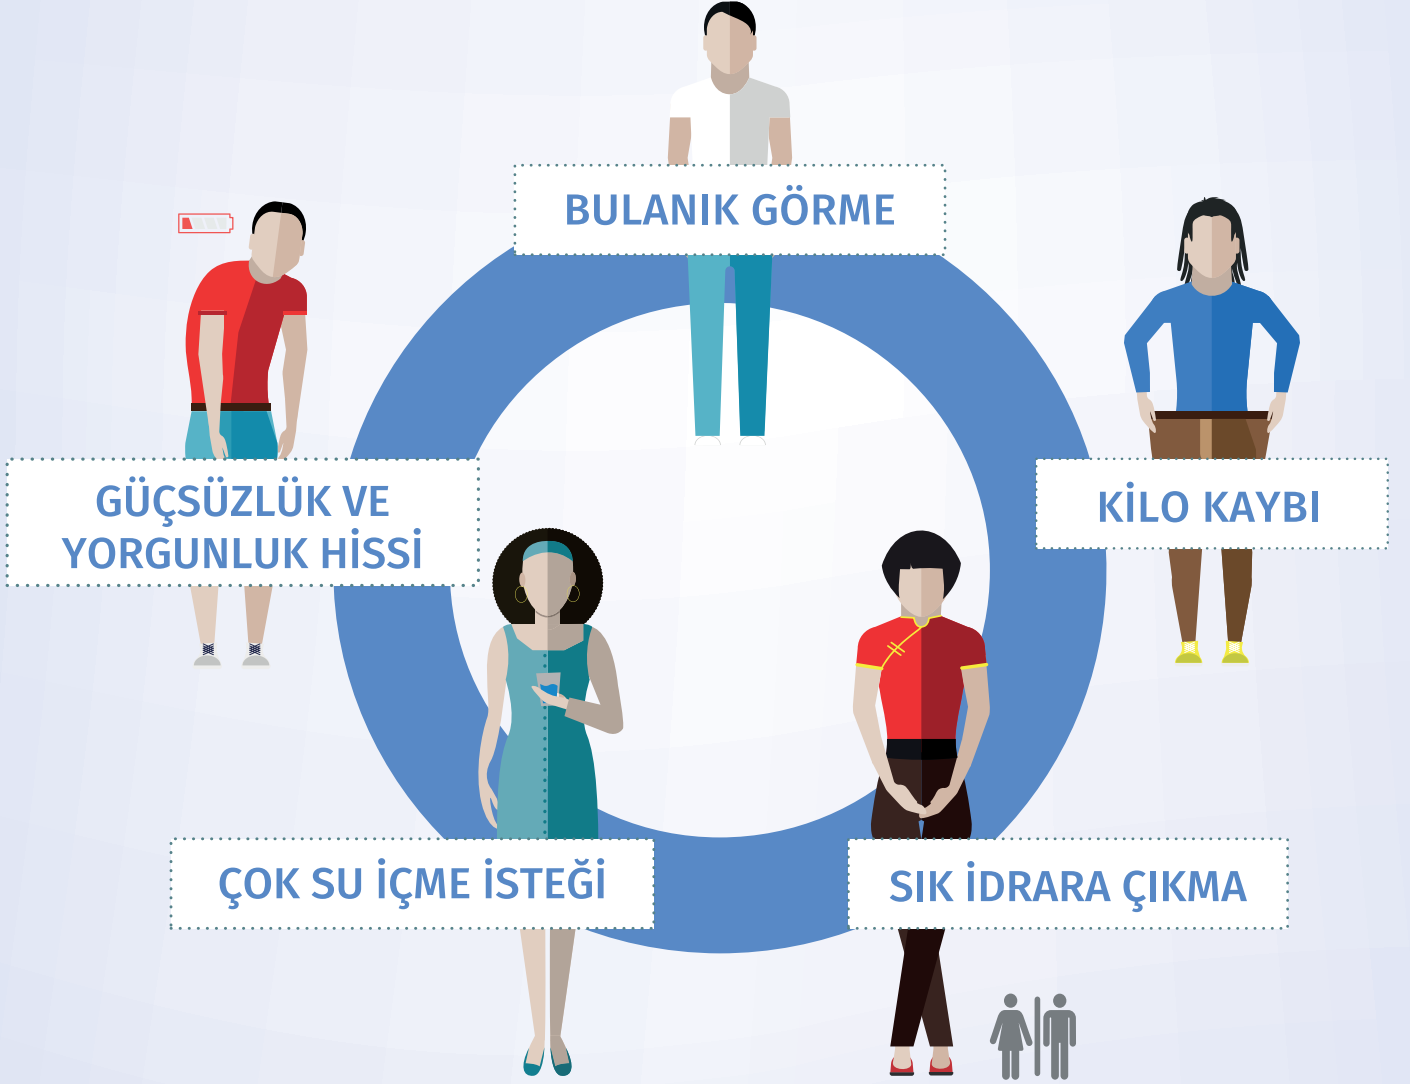 BULANIK GÖRME
GÜÇSÜZLÜK VE
YORGUNLUK HİSSİ
KİLO KAYBI
ÇOK SU İÇME İSTEĞİ
SIK İDRARA ÇIKMA